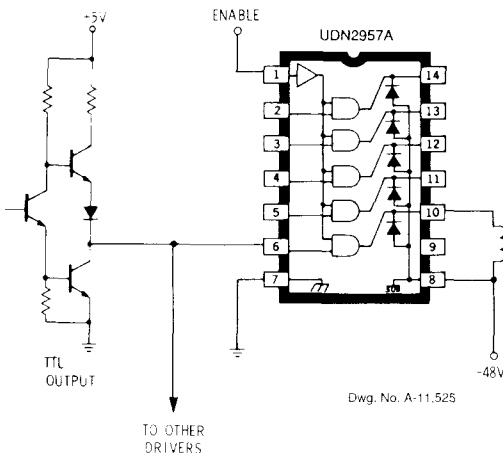 +5V
ENABLE
UDN2957A
1
14
2
13
3
12
4
11
5
10
6
9
7
8
SUB
TTL
OUTPUT
-48V
Dwg. No. A-11,525
TO OTHER
DRIVERS